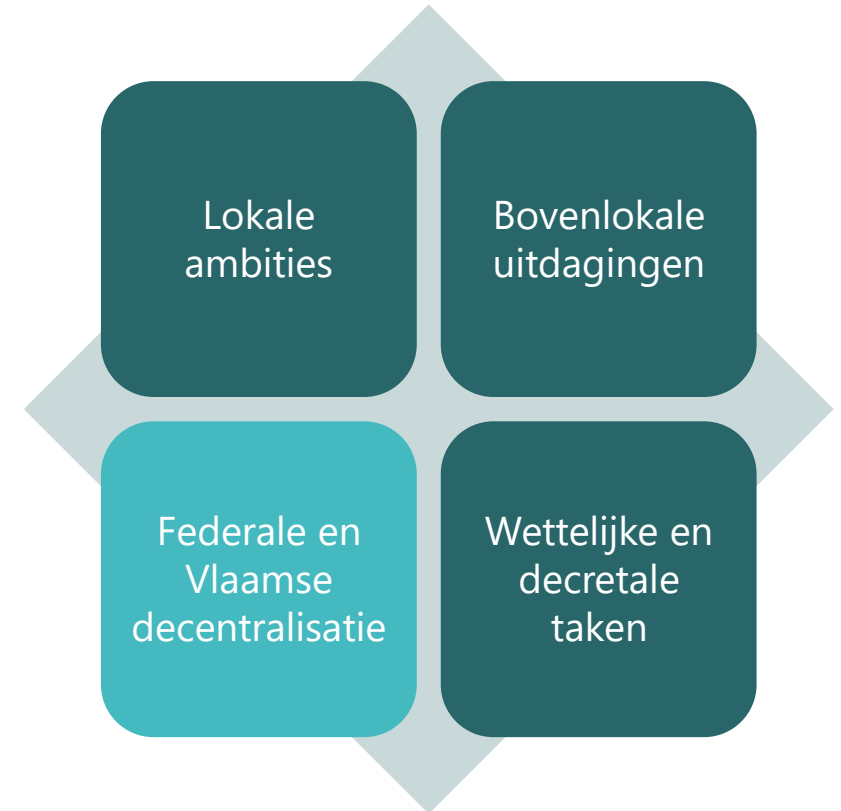 Lokale
ambities
Bovenlokale
uitdagingen
Federale en
Vlaamse
decentralisatie
Wettelijke en
decretale
taken